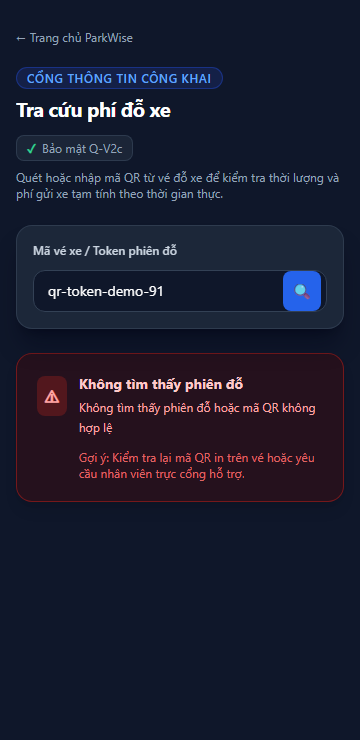 ← Trang chủ ParkWise
CỔNG THÔNG TIN CÔNG KHAI
Tra cứu phí đỗ xe
✓ Bảo mật Q-V2c
Quét hoặc nhập mã QR từ vé đỗ xe để kiểm tra thời lượng và
phí gửi xe tạm tính theo thời gian thực.
Mã vé xe / Token phiên đỗ
qr-token-demo-91
Không tìm thấy phiên đỗ
Không tìm thấy phiên đỗ hoặc mã QR không
hợp lệ
Gợi ý: Kiểm tra lại mã QR in trên vé hoặc yêu
cầu nhân viên trực cổng hỗ trợ.